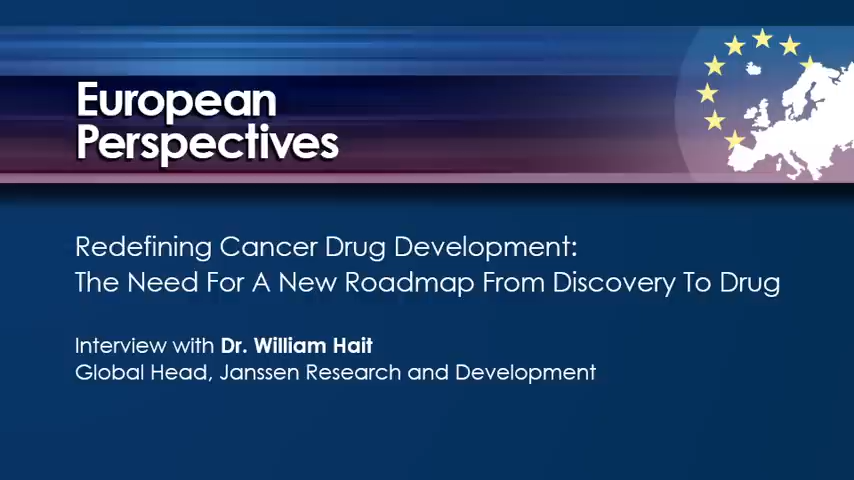 European
Perspectives
Redefining Cancer Drug Development:
The Need For A New Roadmap From Discovery To Drug
Interview with Dr. William Hait
Global Head, Janssen Research and Development